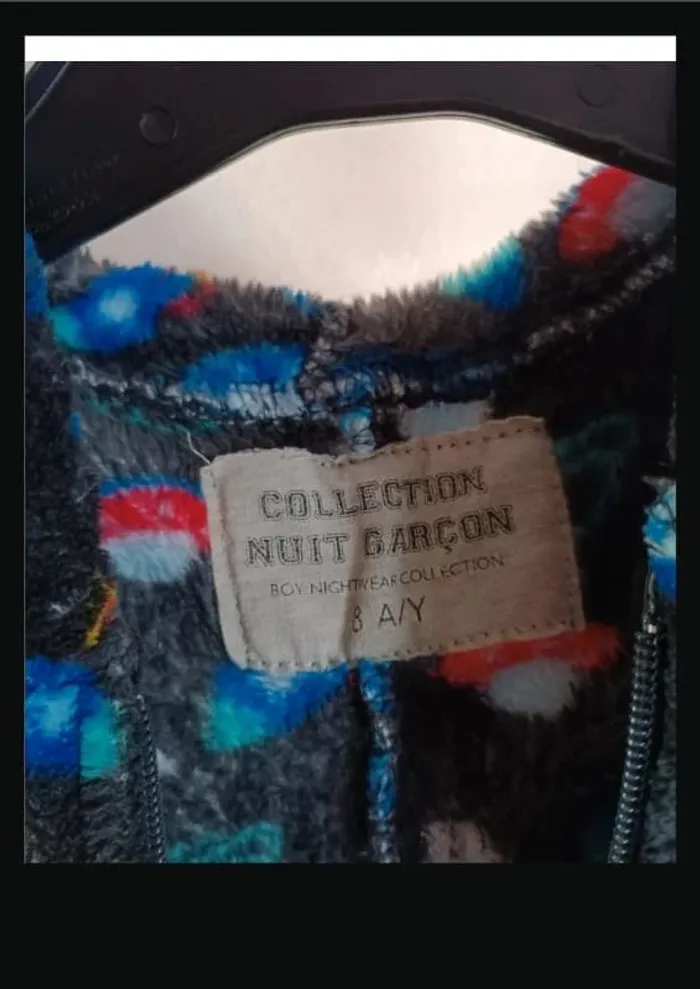 COLLECTION
NUIT GARÇON
BOY NIGHTWEAR COLLECTION
8 A/Y